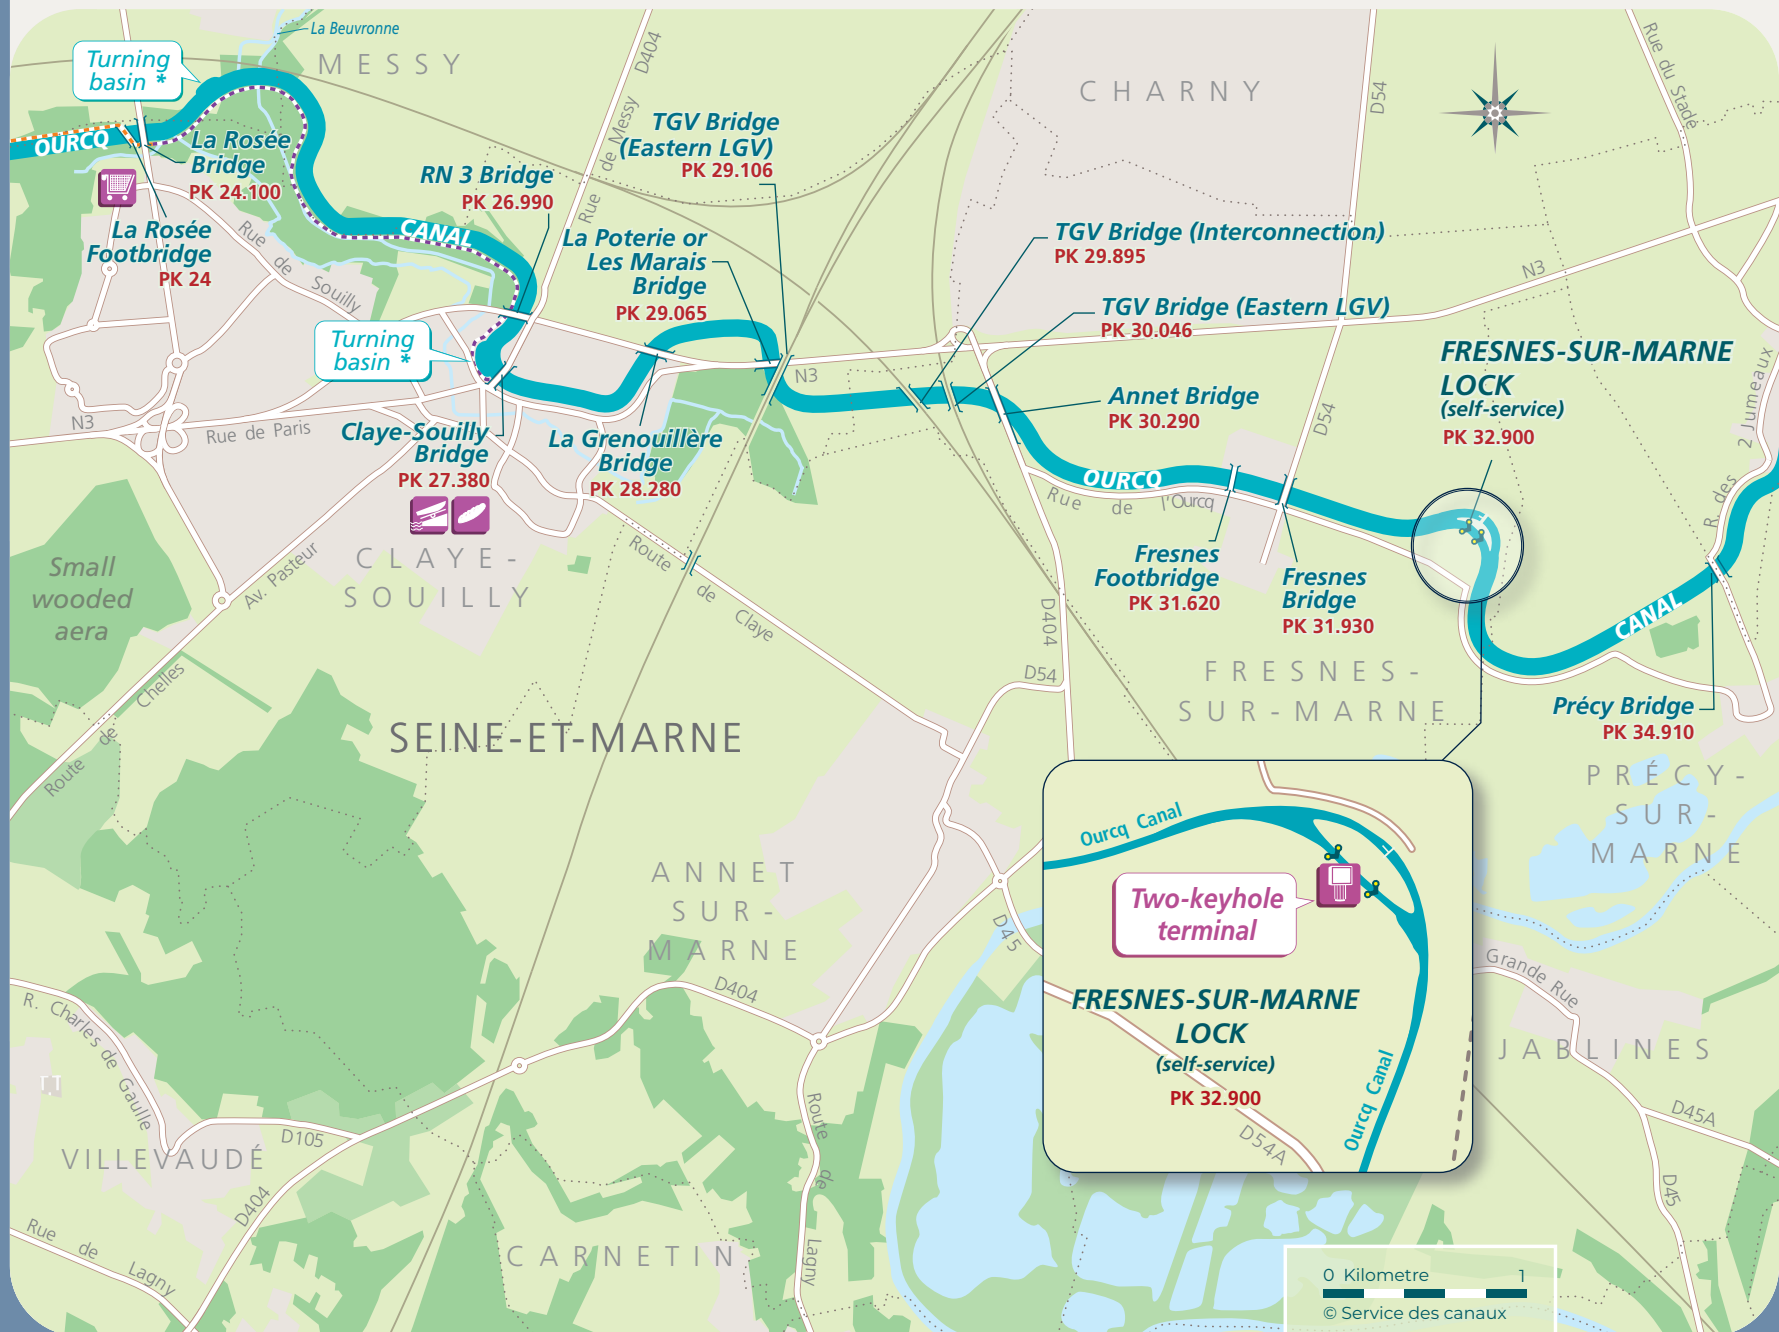 La Beuvronne
MESSY
D404
CHARNY
D54
Rue du Stade
Turning
basin *
OURCQ
La Rosée
Bridge
PK 24.100
La Rosée
Footbridge
PK 24
Rue de Souilly
CANAL
RN 3 Bridge
PK 26.990
Rue de Messy
TGV Bridge
(Eastern LGV)
PK 29.106
La Poterie or
Les Marais
Bridge
PK 29.065
TGV Bridge (Interconnection)
PK 29.895
TGV Bridge (Eastern LGV)
PK 30.046
N3
Turning
basin *
N3
N3
Rue de Paris
Claye-Souilly
Bridge
PK 27.380
La Grenouillère
Bridge
PK 28.280
Annet Bridge
PK 30.290
D54
FRESNES-SUR-MARNE
LOCK
(self-service)
PK 32.900
R. des 2 Jumeaux
OURCQ
Rue de l'Ourcq
Fresnes
Footbridge
PK 31.620
Fresnes
Bridge
PK 31.930
CANAL
Précy Bridge
PK 34.910
Small
wooded
aera
CLAYE-
SOUILLY
Av. Pasteur
Route de Claye
Route de Chelles
D404
D54
FRESNES-
SUR-MARNE
SEINE-ET-MARNE
PRÉCY-
SUR-
MARNE
ANNET
SUR-
MARNE
D45
D404
Ourcq Canal
Two-keyhole
terminal
FRESNES-SUR-MARNE
LOCK
(self-service)
PK 32.900
Ourcq Canal
D54A
Grande Rue
JABLINES
D45A
D45
R. Charles de Gaulle
D105
VILLEVAUDÉ
D404
Rue de Lagny
CARNETIN
Route de Lagny
0 Kilometre 1
© Service des canaux